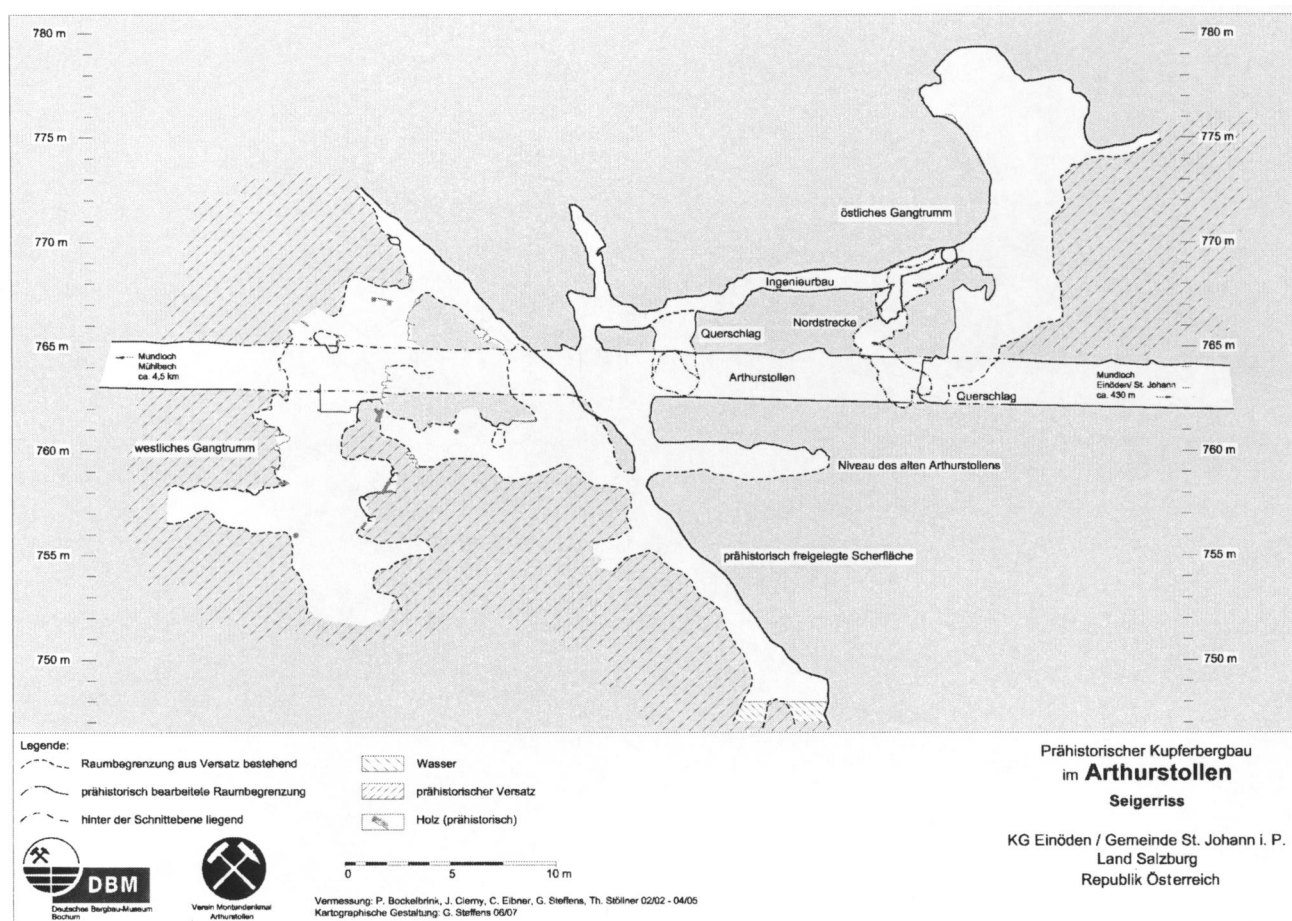 780 m
780 m
775 m
775 m
östliches Gangtrumm
770 m
770 m
Ingenieurbau
Nordstrecke
Querschlag
765 m
765 m
Mundloch
Mühlbach
ca. 4,5 km
Arthurstollen
Mundloch
Einöden/ St. Johann
ca. 430 m
Querschlag
westliches Gangtrumm
760 m
760 m
Niveau des alten Arthurstollens
755 m
755 m
prähistorisch freigelegte Scherfläche
750 m
750 m
Legende:
Raumbegrenzung aus Versatz bestehend
prähistorisch bearbeitete Raumbegrenzung
hinter der Schnittebene liegend
Wasser
prähistorischer Versatz
Holz (prähistorisch)
Prähistorischer Kupferbergbau
im Arthurstollen
Seigerriss
KG Einöden / Gemeinde St. Johann i. P.
Land Salzburg
Republik Österreich
DBM
Deutsches Bergbau-Museum
Bochum
Verein Montandenkmal
Arthurstollen
0 5 10 m
Vermessung: P. Bockelbrink, J. Cierny, C. Eibner, G. Steffens, Th. Stöllner 02/02 - 04/05
Kartographische Gestaltung: G. Steffens 06/07